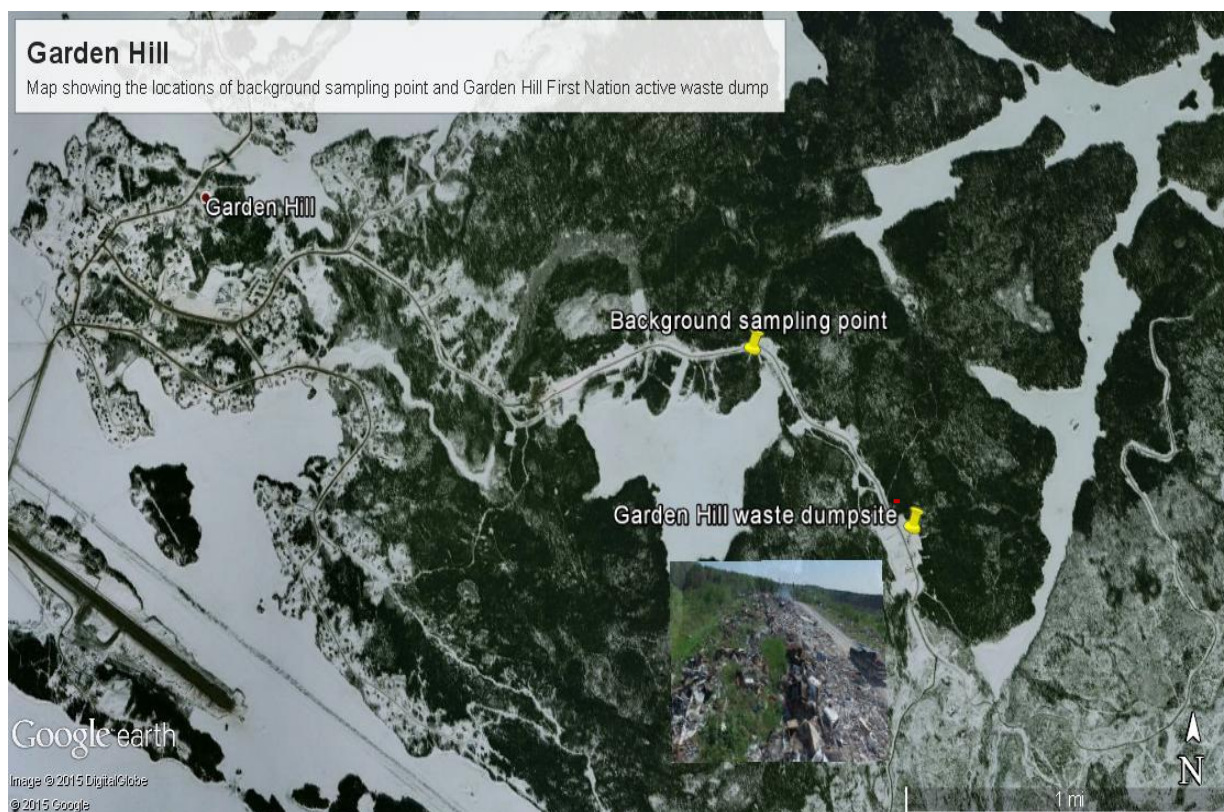 Garden Hill
Map showing the locations of background sampling point and Garden Hill First Nation active waste dump
Garden Hill
Background sampling point
Garden Hill waste dumpsite
Google earth
Image © 2015 DigitalGlobe
© 2015 Google
N
1 mi